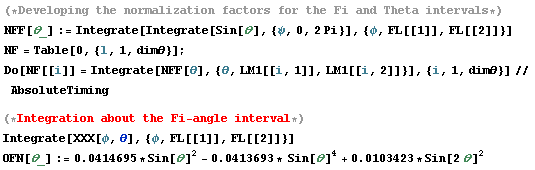 (*Developing the normalization factors for the Fi and Theta intervals*)
NFF[θ_] := Integrate[Integrate[Sin[θ], {ψ, 0, 2 Pi}], {ϕ, FL[[1]], FL[[2]]}]
NF = Table[0, {l, 1, dimθ}];
Do[NF[[i]] = Integrate[NFF[θ], {θ, LM1[[i, 1]], LM1[[i, 2]]}], {i, 1, dimθ}] //
AbsoluteTiming
(*Integration about the Fi-angle interval*)
Integrate[XXX[ϕ, θ], {ϕ, FL[[1]], FL[[2]]}]
OFN[θ_] := 0.0414695*Sin[θ]² - 0.0413693* Sin[θ]⁴ + 0.0103423*Sin[2 θ]²